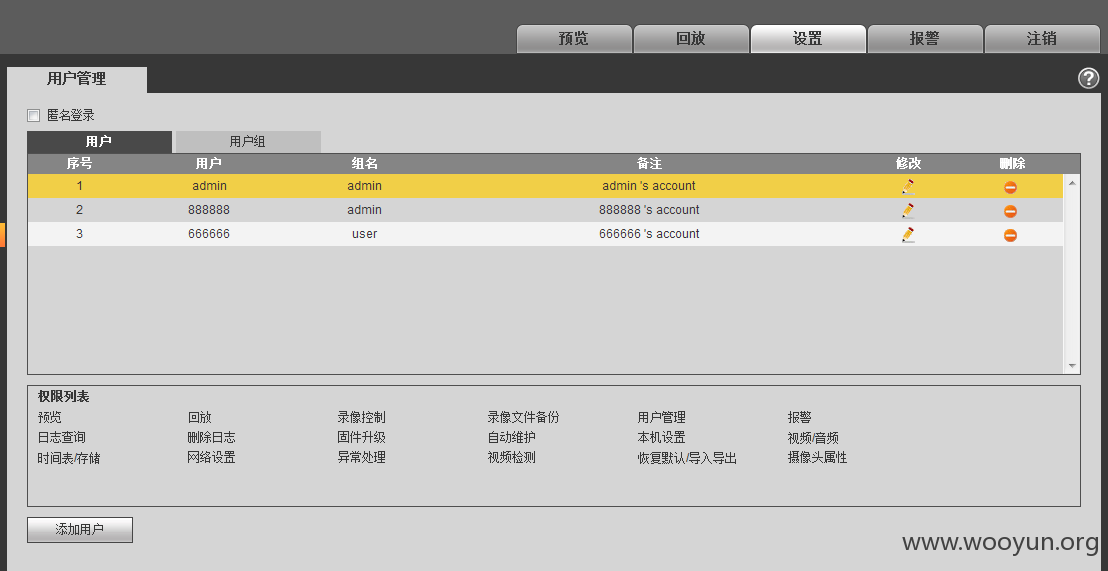 预览 回放 设置 报警 注销
用户管理 ?
匿名登录
用户 用户组
序号 用户 组名 备注 修改 删除
1 admin admin admin 's account
2 888888 admin 888888 's account
3 666666 user 666666 's account
权限列表
预览 回放 录像控制 录像文件备份 用户管理 报警
日志查询 删除日志 固件升级 自动维护 本机设置 视频/音频
时间表/存储 网络设置 异常处理 视频检测 恢复默认/导入导出 摄像头属性
添加用户
www.wooyun.org